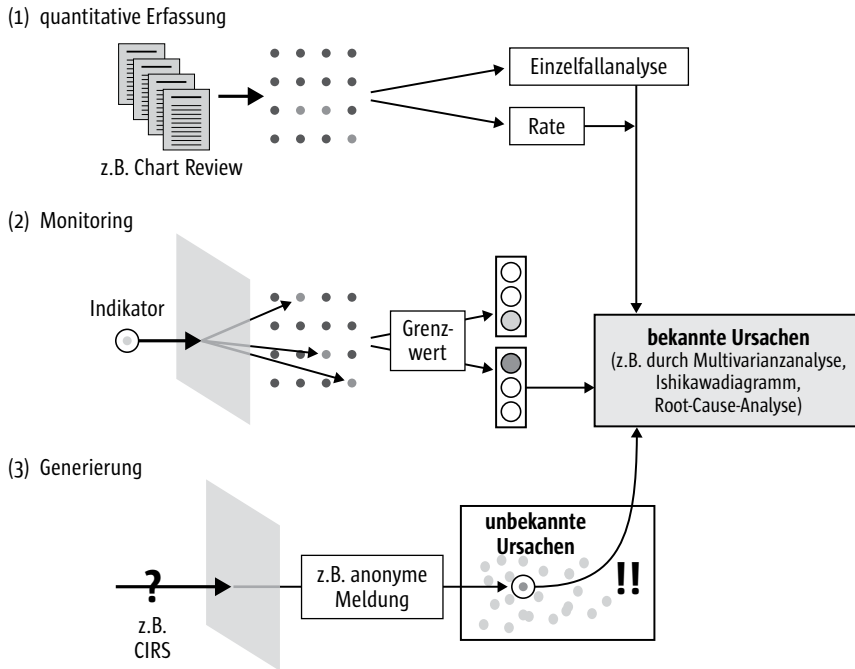 (1) quantitative Erfassung
Einzelfallanalyse
Rate
z.B. Chart Review
(2) Monitoring
Indikator
Grenz-
wert
bekannte Ursachen
(z.B. durch Multivarianzanalyse,
Ishikawadiagramm,
Root-Cause-Analyse)
(3) Generierung
unbekannte
Ursachen
?
z.B. anonyme
Meldung
!!
z.B.
CIRS